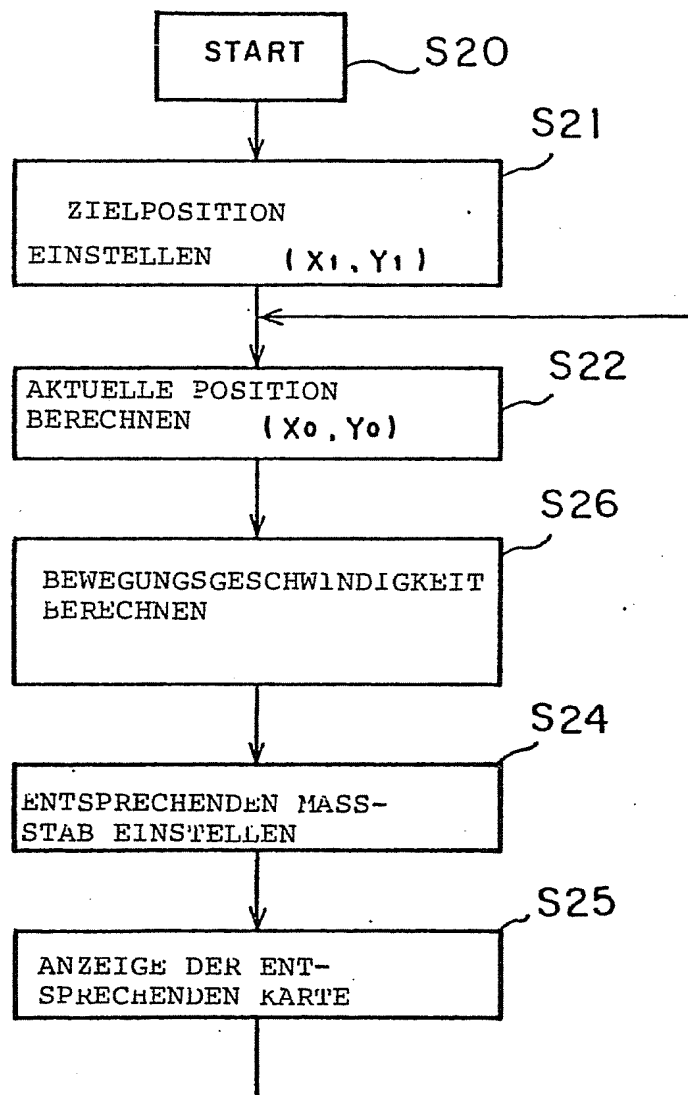 START
S20
S21
ZIELPOSITION
EINSTELLEN (X1, Y1)
S22
AKTUELLE POSITION
BERECHNEN (X0, Y0)
S26
BEWEGUNGSGESCHWINDIGKEIT
BERECHNEN
S24
ENTSPRECHENDEN MASS-
STAB EINSTELLEN
S25
ANZEIGE DER ENT-
SPRECHENDEN KARTE